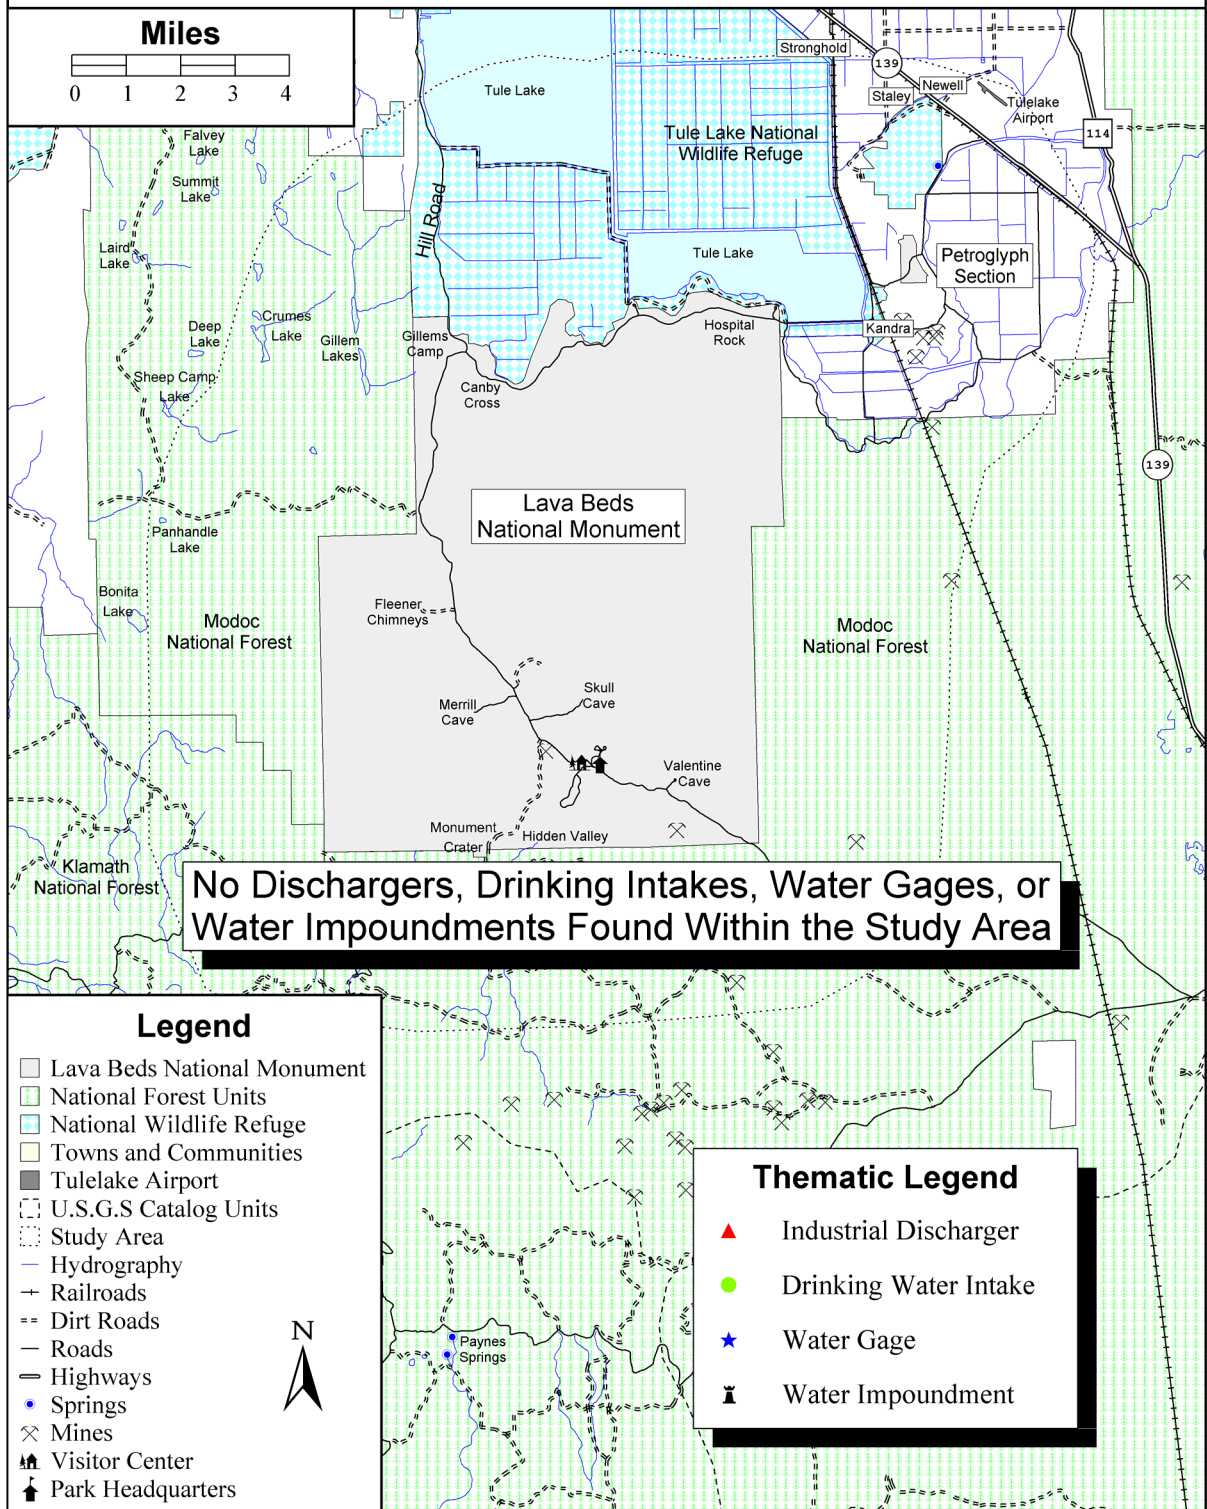 Miles
0 1 2 3 4
Stronghold
139
Newell
Staley
Tulelake
Airport
114
Tule Lake
Tule Lake National
Wildlife Refuge
Falvey
Lake
Summit
Lake
Hill Road
Laird
Lake
Tule Lake
Petroglyph
Section
Crumes
Lake
Deep
Lake
Gillem
Lakes
Gillems
Camp
Hospital
Rock
Kandra
Sheep Camp
Lake
Canby
Cross
139
Lava Beds
National Monument
Panhandle
Lake
Bonita
Lake
Fleener
Chimneys
Modoc
National Forest
Modoc
National Forest
Skull
Cave
Merrill
Cave
Valentine
Cave
Monument
Crater
Hidden Valley
Klamath
National Forest
No Dischargers, Drinking Intakes, Water Gages, or
Water Impoundments Found Within the Study Area
Legend
Lava Beds National Monument
National Forest Units
National Wildlife Refuge
Towns and Communities
Tulelake Airport
U.S.G.S Catalog Units
Study Area
Hydrography
Railroads
Dirt Roads
Roads
Highways
Springs
Mines
Visitor Center
Park Headquarters
N
Paynes
Springs
Thematic Legend
Industrial Discharger
Drinking Water Intake
Water Gage
Water Impoundment